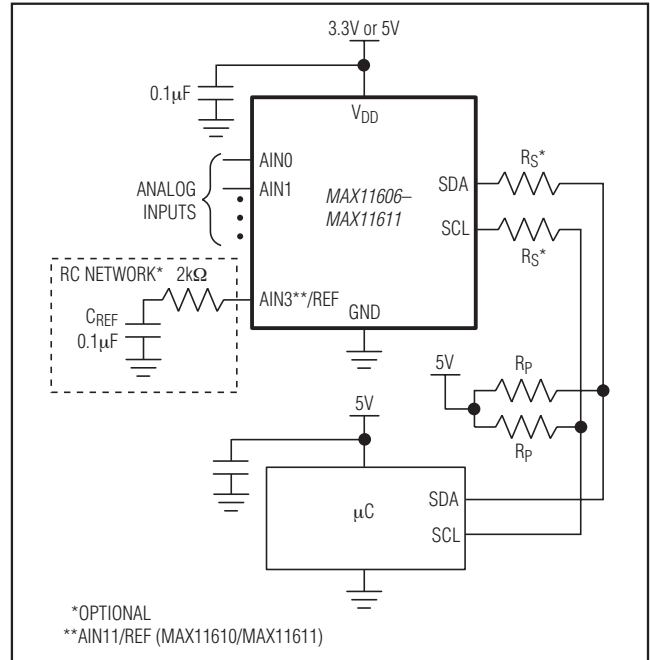 3.3V or 5V
0.1µF
VDD
AIN0
AIN1
ANALOG
INPUTS
MAX11606–
MAX11611
SDA
SCL
RS*
RS*
RC NETWORK*
2kΩ
CREF
0.1µF
AIN3**/REF
GND
5V
RP
RP
5V
µC
SDA
SCL
*OPTIONAL
**AIN11/REF (MAX11610/MAX11611)